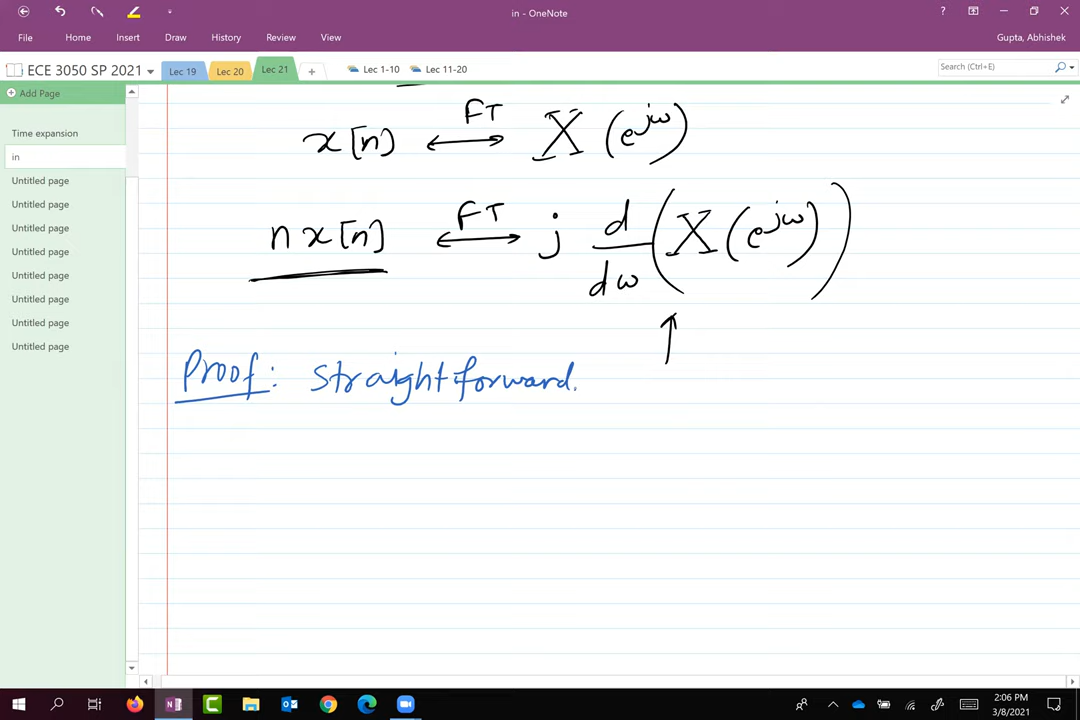 in - OneNote
Gupta, Abhishek
File Home Insert Draw History Review View
ECE 3050 SP 2021 Lec 19 Lec 20 Lec 21 Lec 1-10 Lec 11-20 Search (Ctrl+E)
Add Page
Time expansion
in
Untitled page
Untitled page
Untitled page
Untitled page
Untitled page
Untitled page
Untitled page
Untitled page
x[n] FT ⟷ X(e^{jω})
n x[n] FT ⟷ j d/dω (X(e^{jω}))
Proof: Straightforward.
2:06 PM
3/8/2021